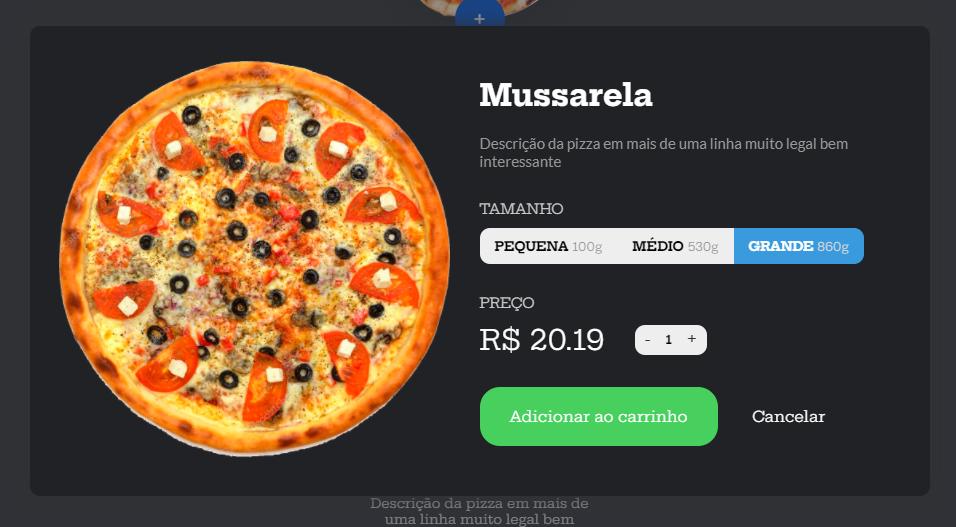 +
Mussarela
Descrição da pizza em mais de uma linha muito legal bem
interessante
TAMANHO
PEQUENA 100g MÉDIO 530g GRANDE 860g
PREÇO
R$ 20.19 - 1 +
Adicionar ao carrinho Cancelar
Descrição da pizza em mais de
uma linha muito legal bem